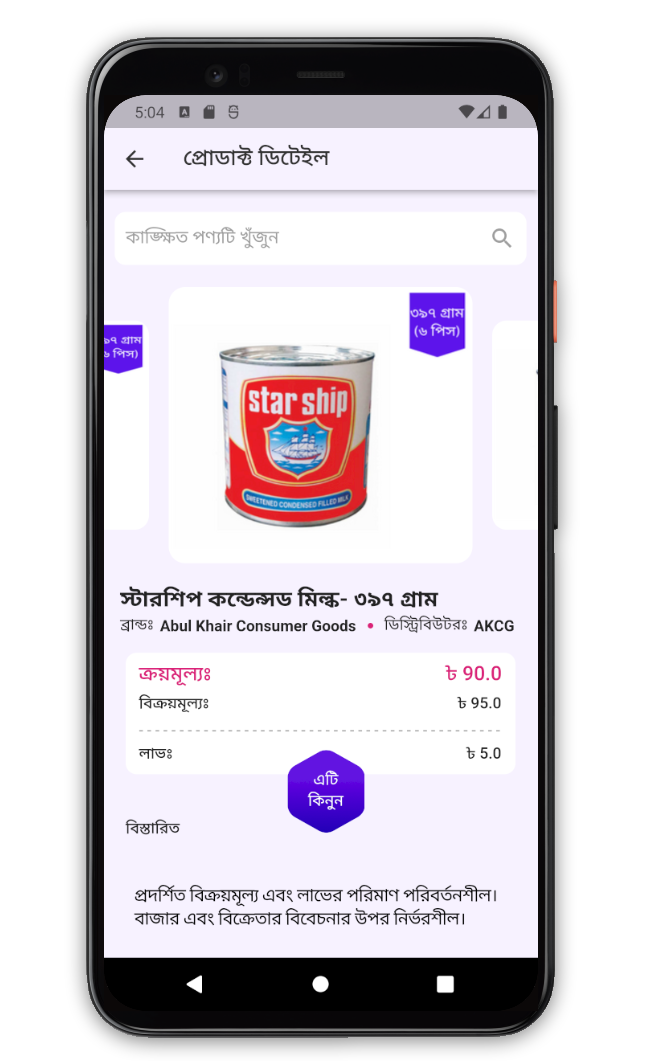 5:04
প্রোডাক্ট ডিটেইল
কাঙ্ক্ষিত পণ্যটি খুঁজুন
৩৯৭ গ্রাম
(৬ পিস)
৯৭ গ্রাম
পিস)
star ship
SWEETENED CONDENSED FILLED MILK
স্টারশিপ কন্ডেন্সড মিল্ক- ৩৯৭ গ্রাম
ব্রান্ডঃ Abul Khair Consumer Goods • ডিস্ট্রিবিউটরঃ AKCG
ক্রয়মূল্যঃ ৳ 90.0
বিক্রয়মূল্যঃ ৳ 95.0
লাভঃ ৳ 5.0
এটি
কিনুন
বিস্তারিত
প্রদর্শিত বিক্রয়মূল্য এবং লাভের পরিমাণ পরিবর্তনশীল।
বাজার এবং বিক্রেতার বিবেচনার উপর নির্ভরশীল।